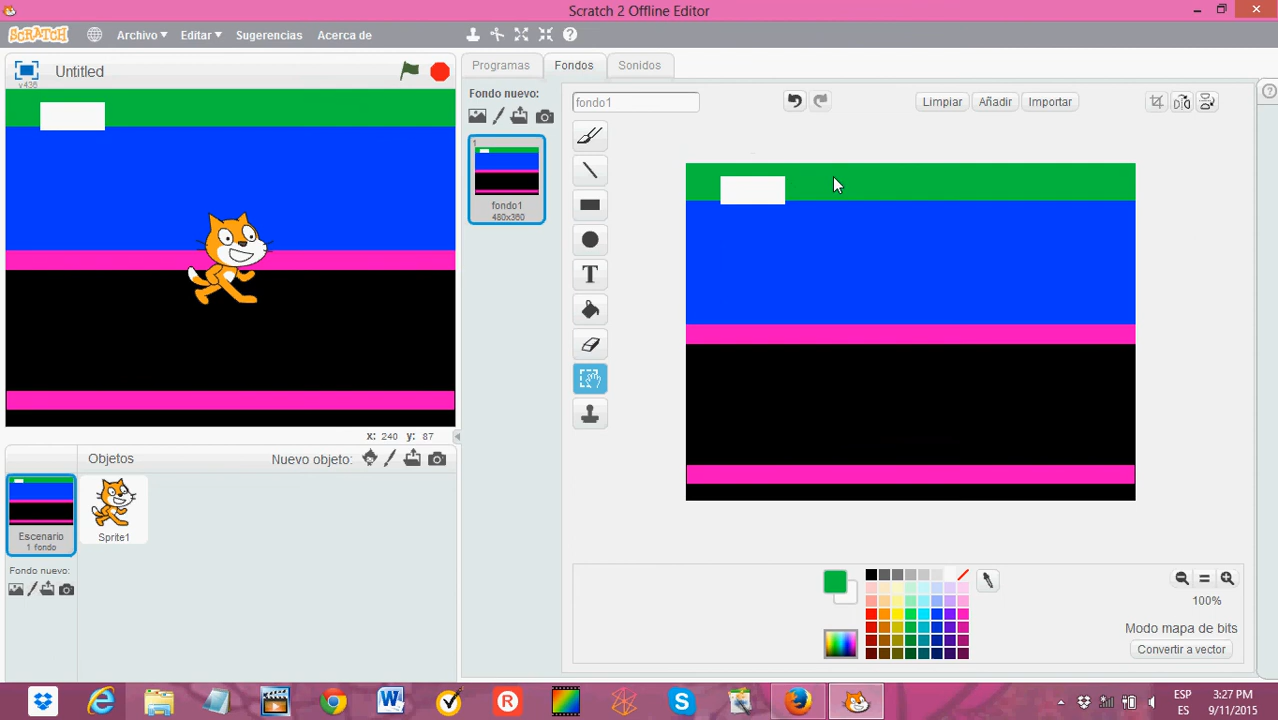 Scratch 2 Offline Editor
SCRATCH
Archivo
Editar
Sugerencias
Acerca de
v436
Untitled
Programas
Fondos
Sonidos
Fondo nuevo:
fondo1
Limpiar
Añadir
Importar
1
fondo1
480x360
T
x: 240 y: 87
Objetos
Nuevo objeto:
Escenario
1 fondo
Sprite1
Fondo nuevo:
100%
Modo mapa de bits
Convertir a vector
ESP
ES
3:27 PM
9/11/2015